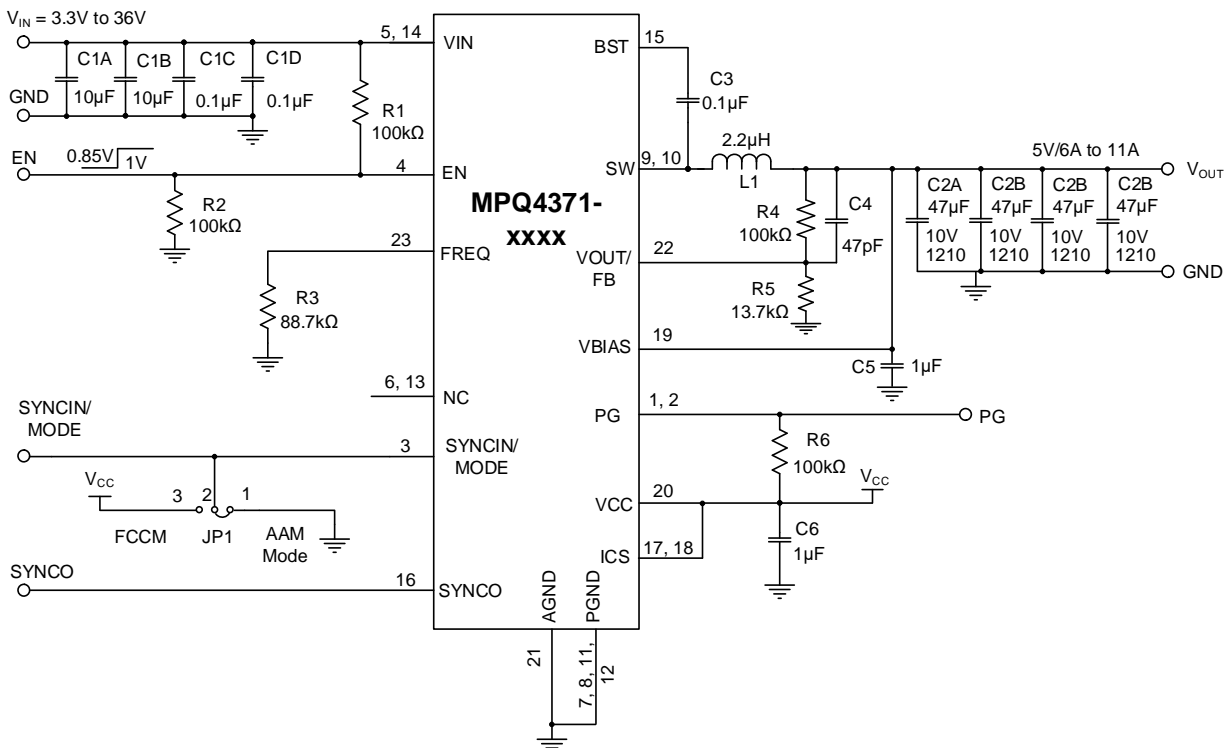 VIN = 3.3V to 36V
C1A
10µF
C1B
10µF
C1C
0.1µF
C1D
0.1µF
GND
R1
100kΩ
EN
0.85V
1V
R2
100kΩ
R3
88.7kΩ
SYNCIN/
MODE
VCC
3
2
1
FCCM
JP1
AAM
Mode
SYNCO
5, 14
VIN
4
EN
MPQ4371-
xxxx
23
FREQ
6, 13
NC
3
SYNCIN/
MODE
16
SYNCO
AGND
PGND
21
7, 8, 11,
12
BST
15
C3
0.1µF
SW
9, 10
2.2µH
L1
5V/6A to 11A
VOUT
R4
100kΩ
C4
47pF
C2A
47µF
10V
1210
C2B
47µF
10V
1210
C2B
47µF
10V
1210
C2B
47µF
10V
1210
GND
VOUT/
FB
22
R5
13.7kΩ
VBIAS
19
C5
1µF
PG
1, 2
PG
R6
100kΩ
VCC
20
VCC
ICS
17, 18
C6
1µF